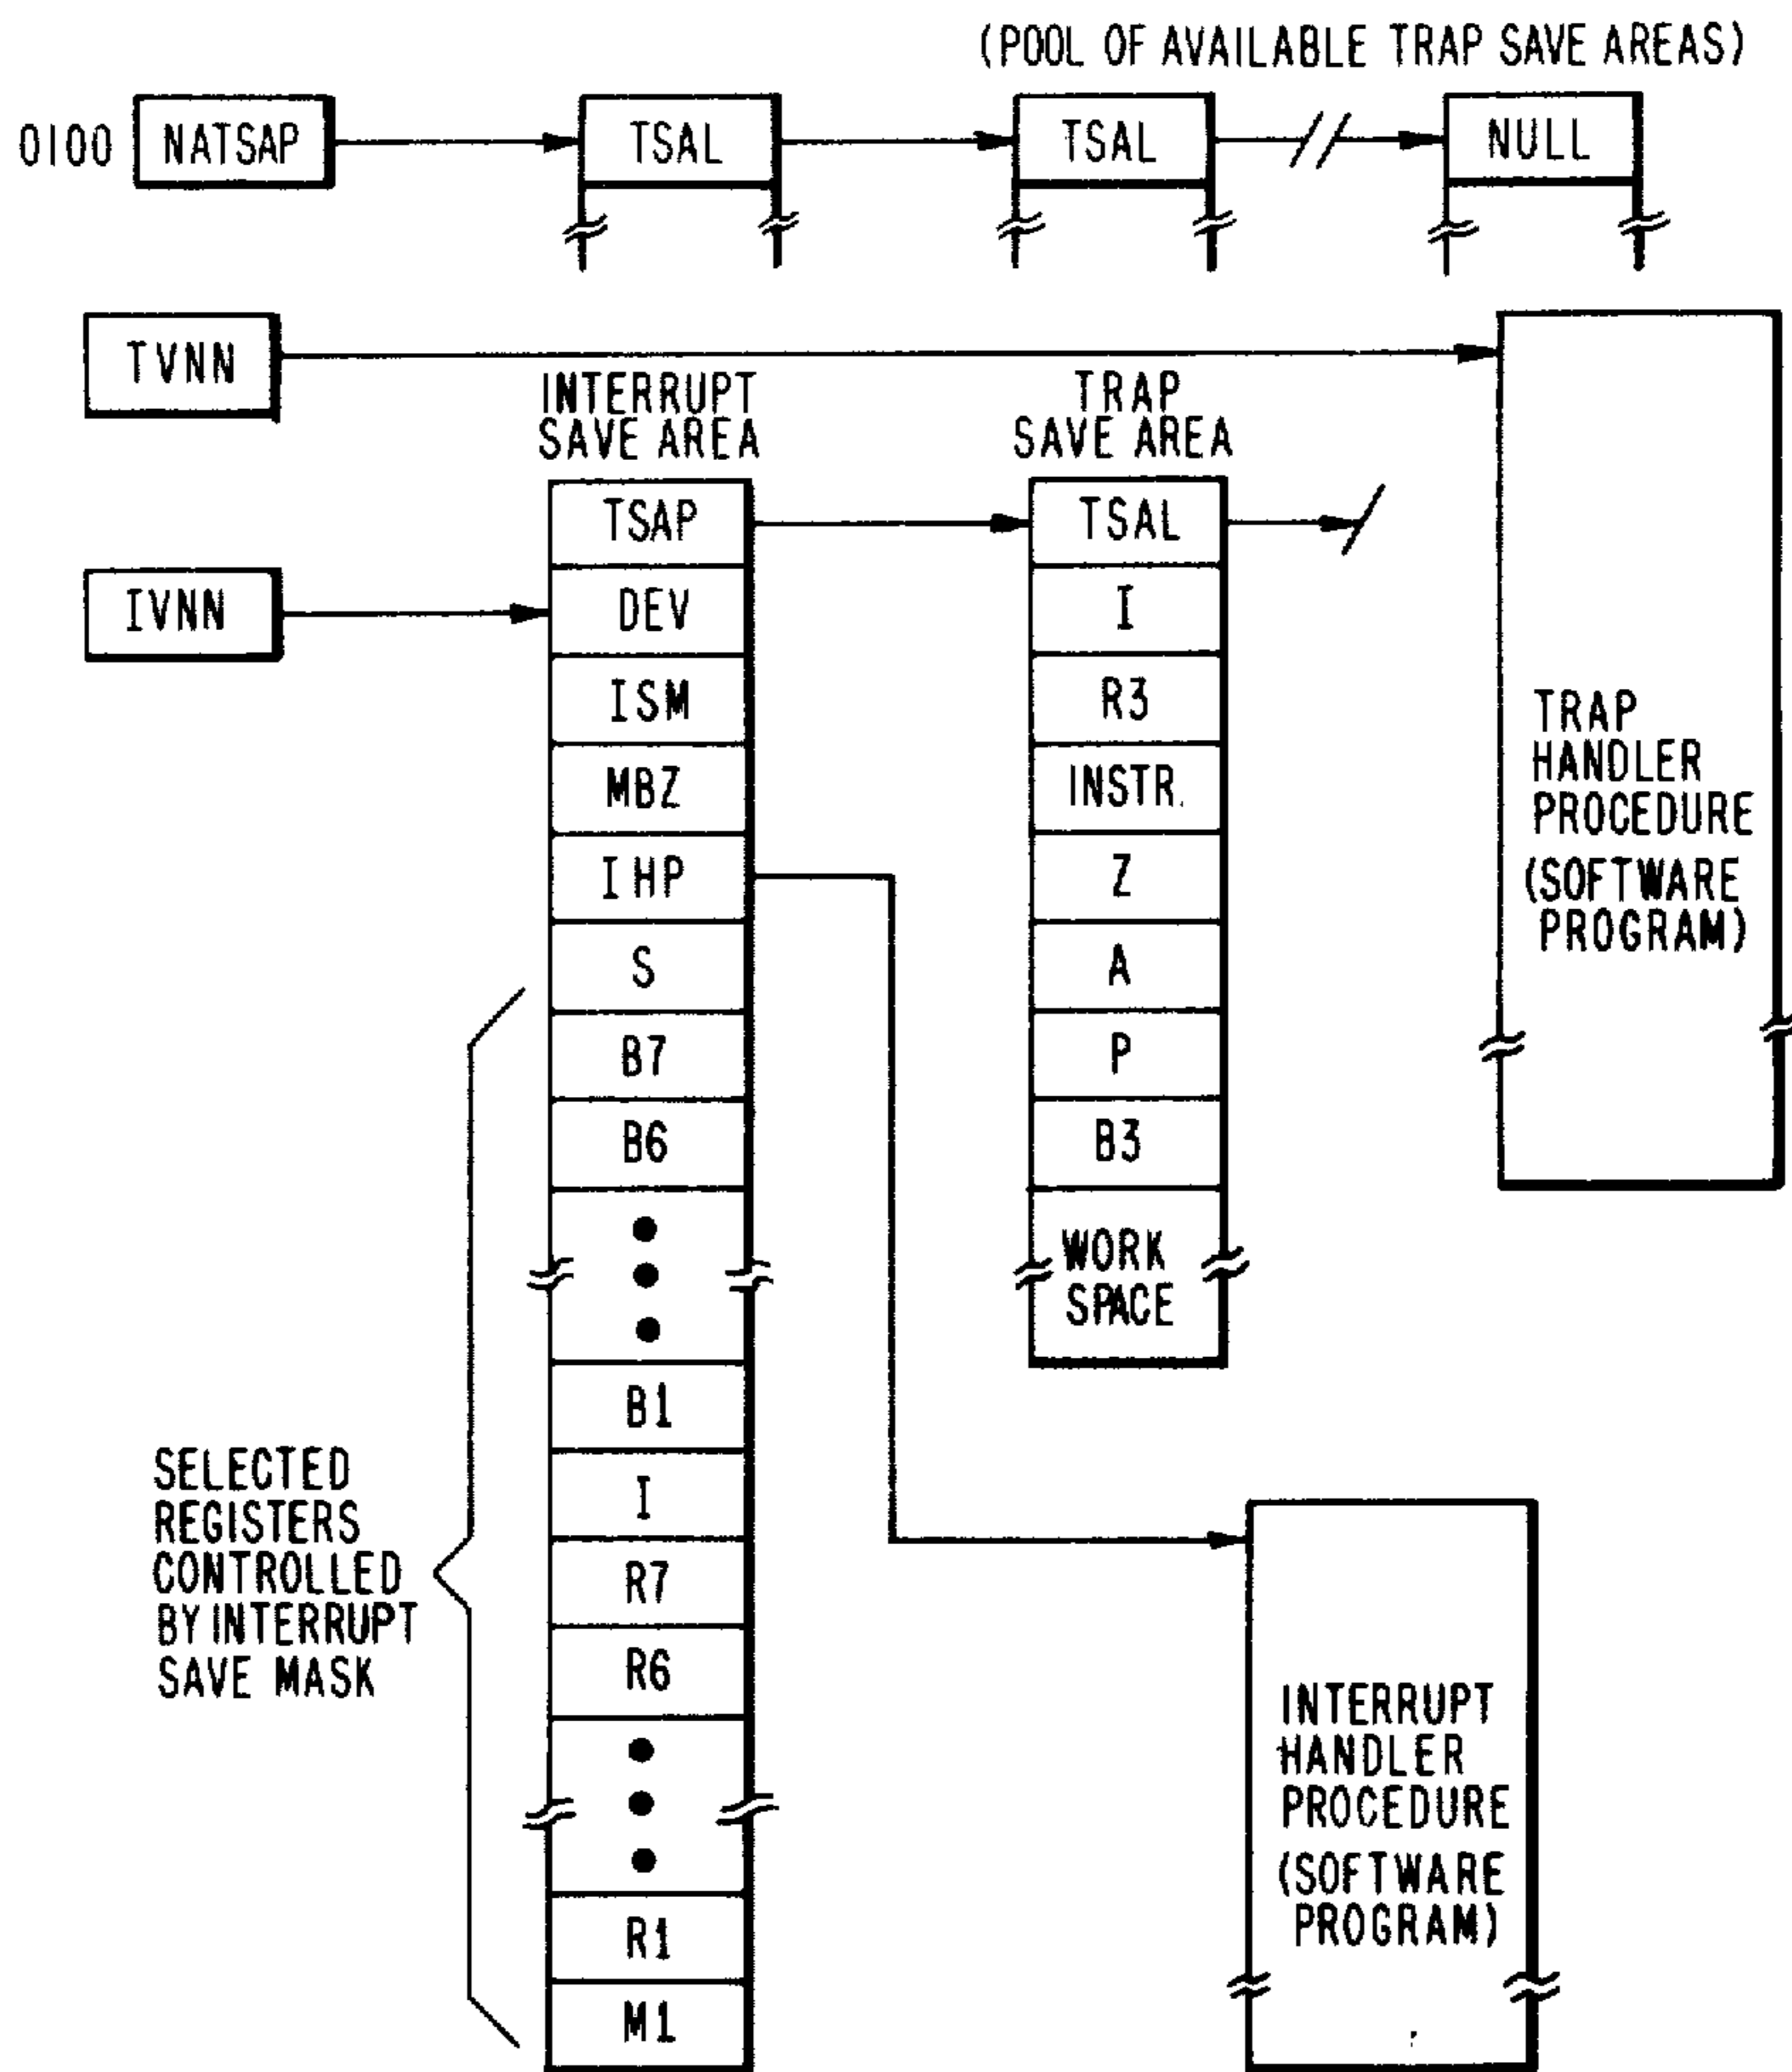 (POOL OF AVAILABLE TRAP SAVE AREAS)
0100 NATSAP TSAL TSAL NULL
TVNN
INTERRUPT
SAVE AREA
TRAP
SAVE AREA
IVNN
TSAP
DEV
ISM
MBZ
IHP
S
B7
B6
B1
I
R7
R6
R1
M1
TSAL
I
R3
INSTR.
Z
A
P
B3
WORK
SPACE
TRAP
HANDLER
PROCEDURE
(SOFTWARE
PROGRAM)
SELECTED
REGISTERS
CONTROLLED
BY INTERRUPT
SAVE MASK
INTERRUPT
HANDLER
PROCEDURE
(SOFTWARE
PROGRAM)